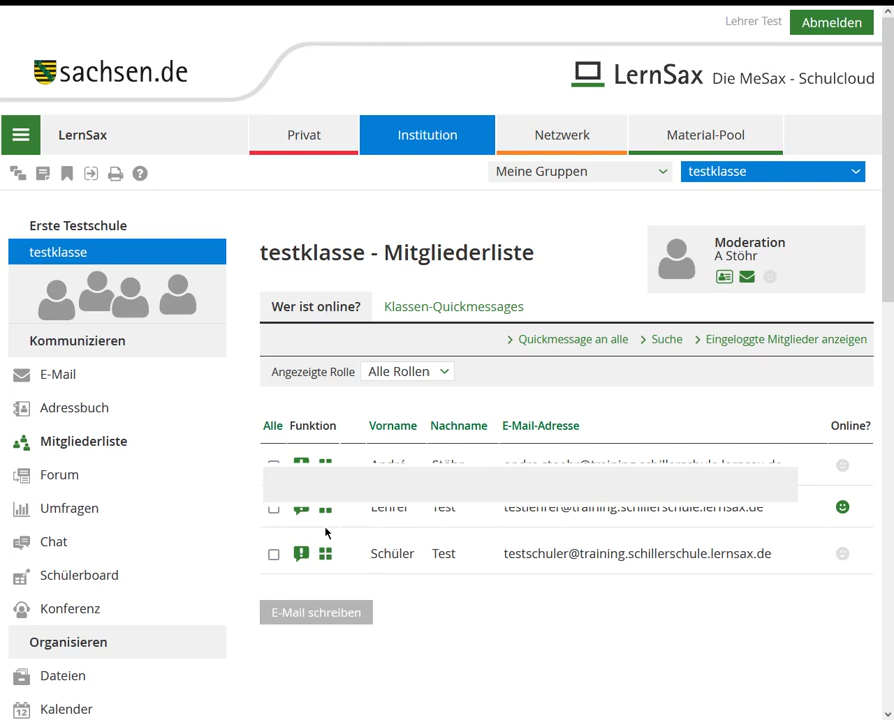 Lehrer Test
Abmelden
sachsen.de
LernSax Die MeSax - Schulcloud
LernSax
Privat
Institution
Netzwerk
Material-Pool
Meine Gruppen
testklasse
Erste Testschule
testklasse
Kommunizieren
E-Mail
Adressbuch
Mitgliederliste
Forum
Umfragen
Chat
Schülerboard
Konferenz
Organisieren
Dateien
Kalender
testklasse - Mitgliederliste
Moderation
A Stöhr
Wer ist online?
Klassen-Quickmessages
Quickmessage an alle
Suche
Eingeloggte Mitglieder anzeigen
Angezeigte Rolle
Alle Rollen
Alle Funktion Vorname Nachname E-Mail-Adresse Online?
Lehrer Test testlehrer@training.schillerschule.lernsax.de
Schüler Test testschuler@training.schillerschule.lernsax.de
E-Mail schreiben